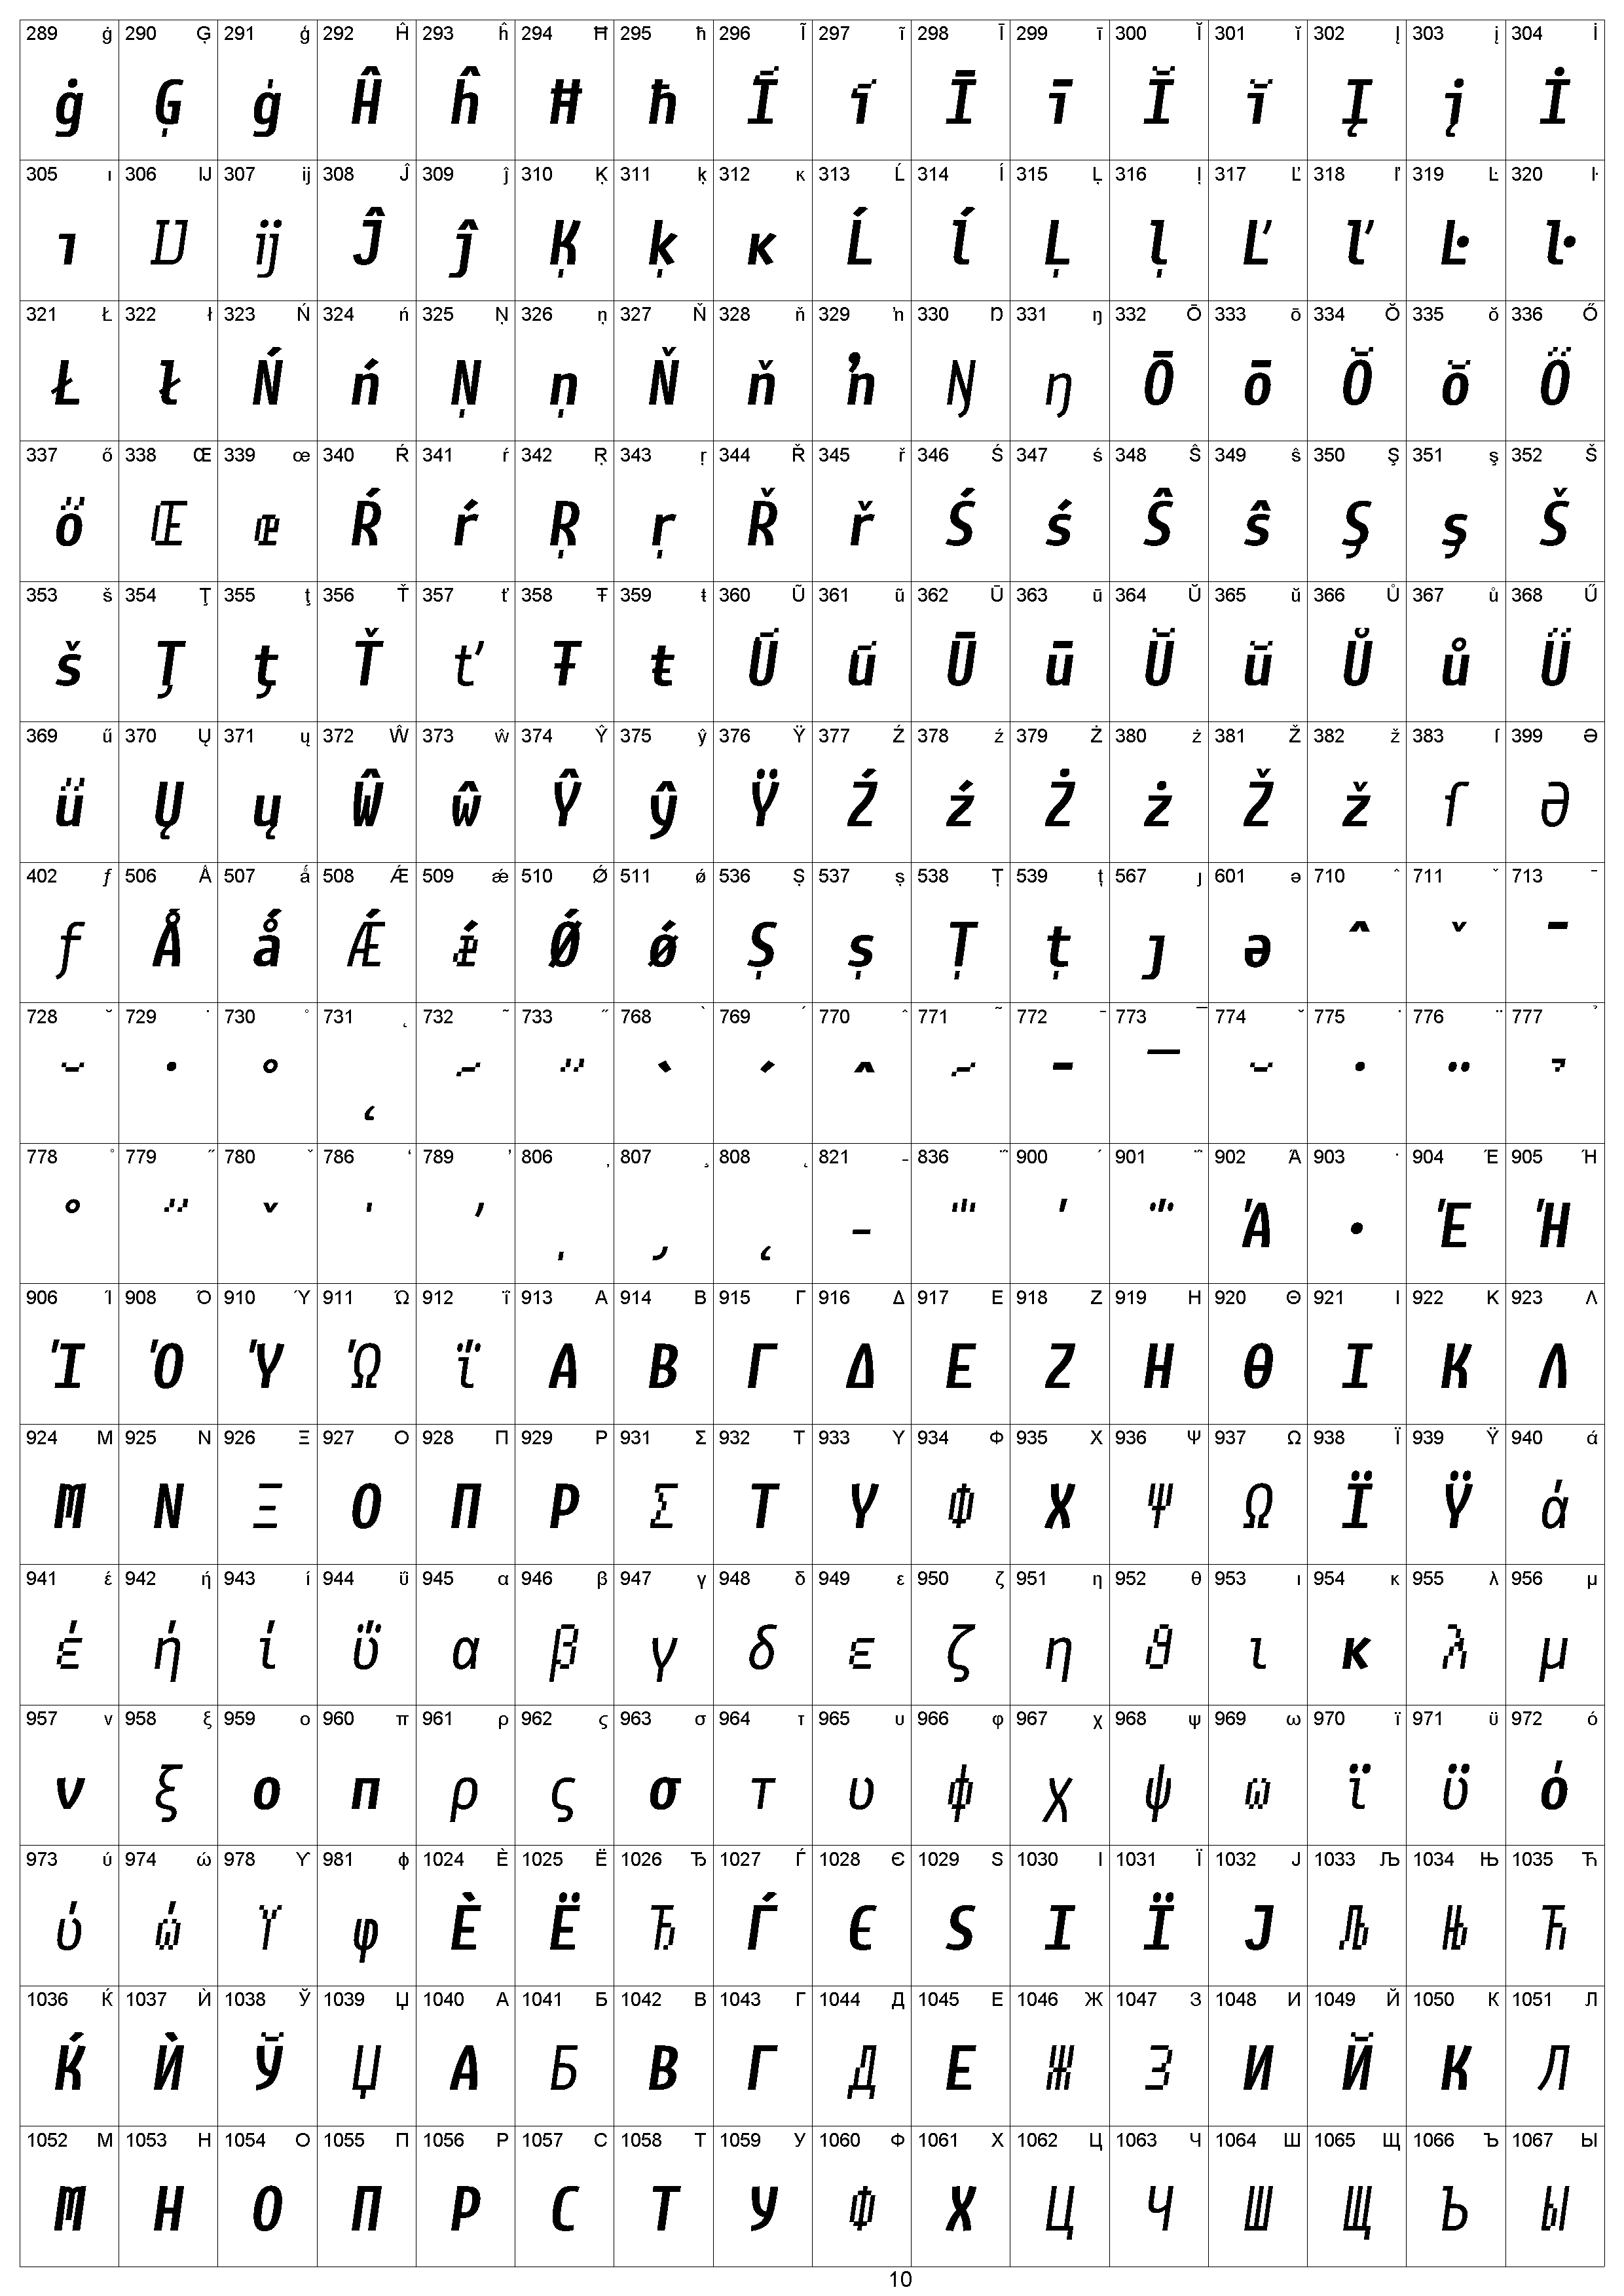 289 ġ 290 Ģ 291 ģ 292 Ĥ 293 ĥ 294 Ħ 295 ħ 296 Ĩ 297 ĩ 298 Ī 299 ī 300 Ĭ 301 ĭ 302 Į 303 į 304 İ
ġ Ģ ģ Ĥ ĥ Ħ ħ Ĩ ĩ Ī ī Ĭ ĭ Į į İ
305 ı 306 Ĳ 307 ĳ 308 Ĵ 309 ĵ 310 Ķ 311 ķ 312 ĸ 313 Ĺ 314 ĺ 315 Ļ 316 ļ 317 Ľ 318 ľ 319 Ŀ 320 ŀ
ı Ĳ ĳ Ĵ ĵ Ķ ķ ĸ Ĺ ĺ Ļ ļ Ľ ľ Ŀ ŀ
321 Ł 322 ł 323 Ń 324 ń 325 Ņ 326 ņ 327 Ň 328 ň 329 ŉ 330 Ŋ 331 ŋ 332 Ō 333 ō 334 Ŏ 335 ŏ 336 Ő
Ł ł Ń ń Ņ ņ Ň ň ŉ Ŋ ŋ Ō ō Ŏ ŏ Ő
337 ő 338 Œ 339 œ 340 Ŕ 341 ŕ 342 Ŗ 343 ŗ 344 Ř 345 ř 346 Ś 347 ś 348 Ŝ 349 ŝ 350 Ş 351 ş 352 Š
ő Œ œ Ŕ ŕ Ŗ ŗ Ř ř Ś ś Ŝ ŝ Ş ş Š
353 š 354 Ţ 355 ţ 356 Ť 357 ť 358 Ŧ 359 ŧ 360 Ũ 361 ũ 362 Ū 363 ū 364 Ŭ 365 ŭ 366 Ů 367 ů 368 Ű
š Ţ ţ Ť ť Ŧ ŧ Ũ ũ Ū ū Ŭ ŭ Ů ů Ű
369 ű 370 Ų 371 ų 372 Ŵ 373 ŵ 374 Ŷ 375 ŷ 376 Ÿ 377 Ź 378 ź 379 Ż 380 ż 381 Ž 382 ž 383 ſ 399 Ə
ű Ų ų Ŵ ŵ Ŷ ŷ Ÿ Ź ź Ż ż Ž ž ſ Ə
402 ƒ 506 Ǻ 507 ǻ 508 Ǽ 509 ǽ 510 Ǿ 511 ǿ 536 Ș 537 ș 538 Ț 539 ț 567 ȷ 601 ə 710 ˆ 711 ˇ 713 ˉ
ƒ Ǻ ǻ Ǽ ǽ Ǿ ǿ Ș ș Ț ț ȷ ə ˆ ˇ ˉ
728 ˘ 729 ˙ 730 ˚ 731 ˛ 732 ˜ 733 ˝ 768 ̀ 769 ́ 770 ̂ 771 ̃ 772 ̄ 773 ̅ 774 ̆ 775 ̇ 776 ̈ 777 ̉
˘ ˙ ˚ ˛ ˜ ˝ ̀ ́ ̂ ̃ ̄ ̅ ̆ ̇ ̈ ̉
778 ̊ 779 ̋ 780 ̌ 786 ̒ 789 ̕ 806 ̦ 807 ̧ 808 ̨ 821 ̵ 836 ̈́ 900 ΄ 901 ΅ 902 Ά 903 · 904 Έ 905 Ή
̊ ̋ ̌ ̒ ̕ ̦ ̧ ̨ ̵ ̈́ ΄ ΅ Ά · Έ Ή
906 Ί 908 Ό 910 Ύ 911 Ώ 912 ΐ 913 Α 914 Β 915 Γ 916 Δ 917 Ε 918 Ζ 919 Η 920 Θ 921 Ι 922 Κ 923 Λ
Ί Ό Ύ Ώ ΐ Α Β Γ Δ Ε Ζ Η Θ Ι Κ Λ
924 Μ 925 Ν 926 Ξ 927 Ο 928 Π 929 Ρ 931 Σ 932 Τ 933 Υ 934 Φ 935 Χ 936 Ψ 937 Ω 938 Ϊ 939 Ϋ 940 ά
Μ Ν Ξ Ο Π Ρ Σ Τ Υ Φ Χ Ψ Ω Ϊ Ϋ ά
941 έ 942 ή 943 ί 944 ΰ 945 α 946 β 947 γ 948 δ 949 ε 950 ζ 951 η 952 θ 953 ι 954 κ 955 λ 956 μ
έ ή ί ΰ α β γ δ ε ζ η θ ι κ λ μ
957 ν 958 ξ 959 ο 960 π 961 ρ 962 ς 963 σ 964 τ 965 υ 966 φ 967 χ 968 ψ 969 ω 970 ϊ 971 ϋ 972 ό
ν ξ ο π ρ ς σ τ υ φ χ ψ ω ϊ ϋ ό
973 ύ 974 ώ 978 ϒ 981 ϕ 1024 Ѐ 1025 Ё 1026 Ђ 1027 Ѓ 1028 Є 1029 Ѕ 1030 І 1031 Ї 1032 Ј 1033 Љ 1034 Њ 1035 Ћ
ύ ώ ϒ φ Ѐ Ё Ђ Ѓ Є Ѕ І Ї Ј Љ Њ Ћ
1036 Ќ 1037 Ѝ 1038 Ў 1039 Џ 1040 А 1041 Б 1042 В 1043 Г 1044 Д 1045 Е 1046 Ж 1047 З 1048 И 1049 Й 1050 К 1051 Л
Ќ Ѝ Ў Џ А Б В Г Д Е Ж З И Й К Л
1052 М 1053 Н 1054 О 1055 П 1056 Р 1057 С 1058 Т 1059 У 1060 Ф 1061 Х 1062 Ц 1063 Ч 1064 Ш 1065 Щ 1066 Ъ 1067 Ы
М Н О П Р С Т У Ф Х Ц Ч Ш Щ Ъ Ы
10